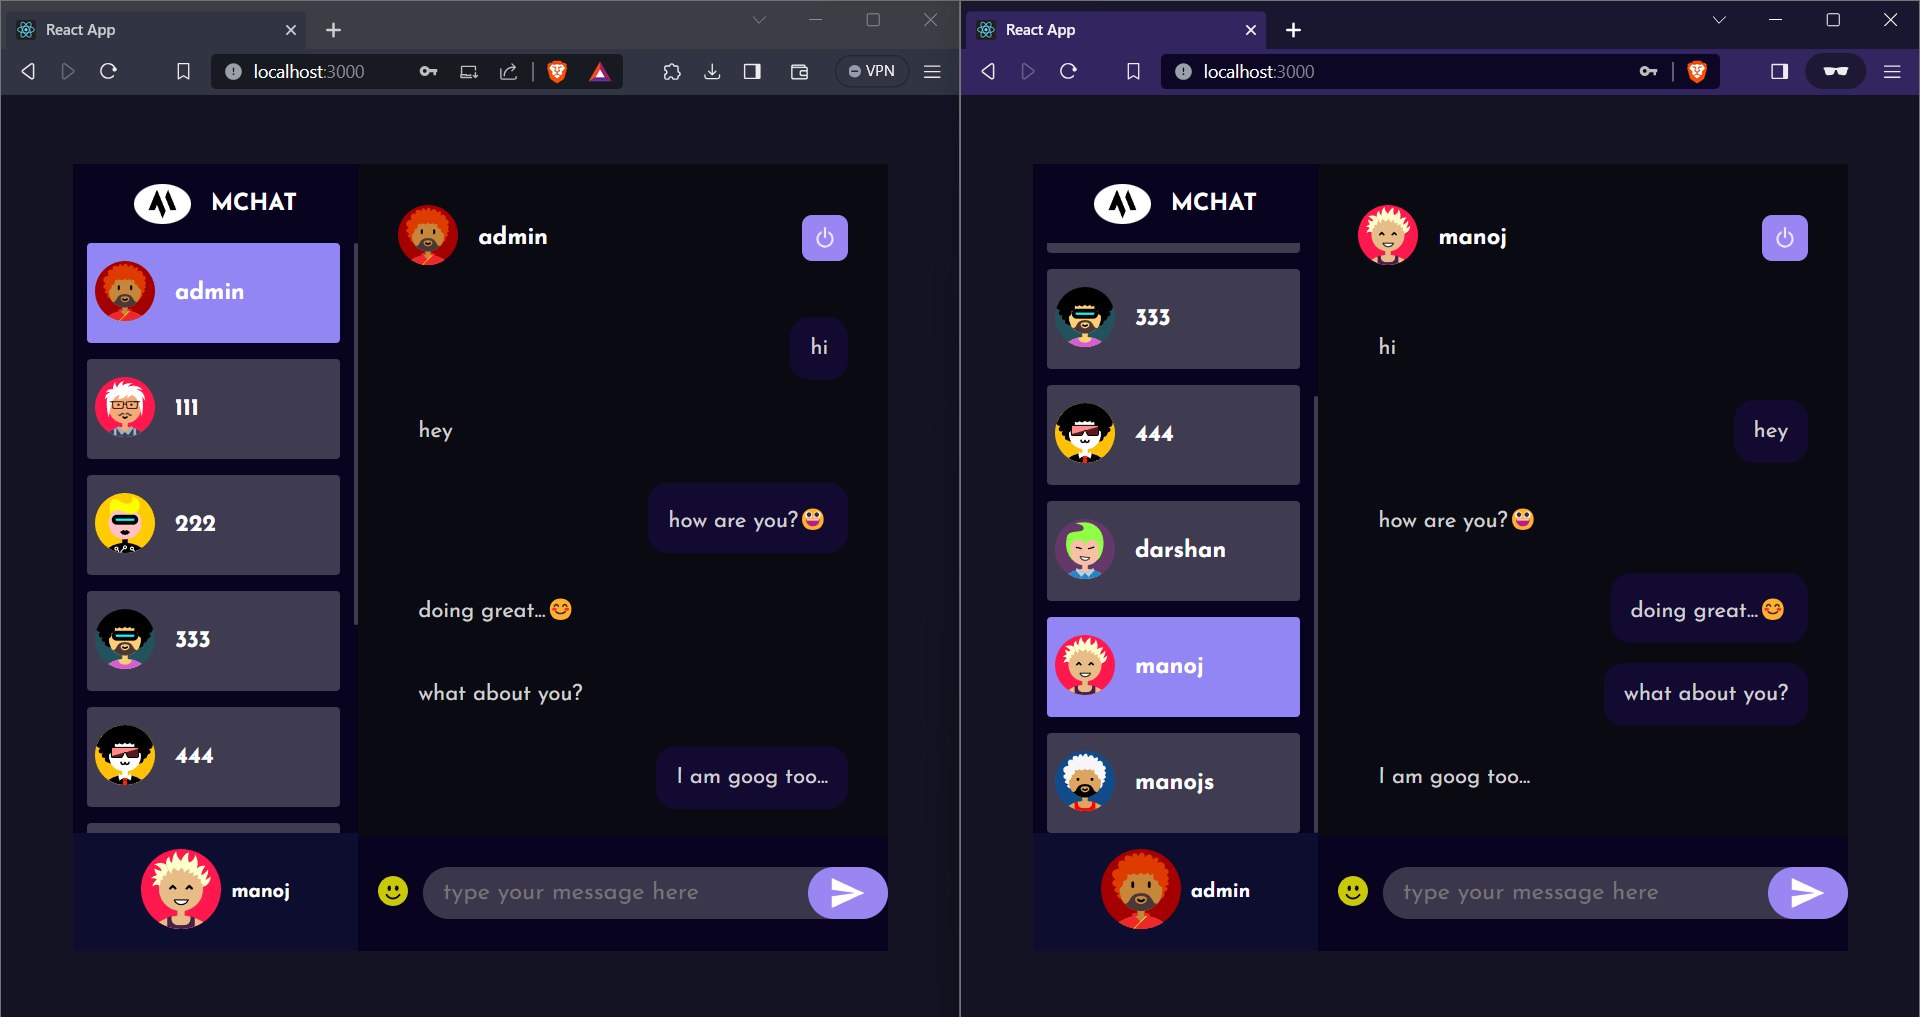 React App
localhost:3000
VPN
MCHAT
admin
111
222
333
444
manoj
admin
hi
hey
how are you?😃
doing great...😊
what about you?
I am goog too...
type your message here
React App
localhost:3000
MCHAT
333
444
darshan
manoj
manojs
admin
manoj
hi
hey
how are you?😃
doing great...😊
what about you?
I am goog too...
type your message here